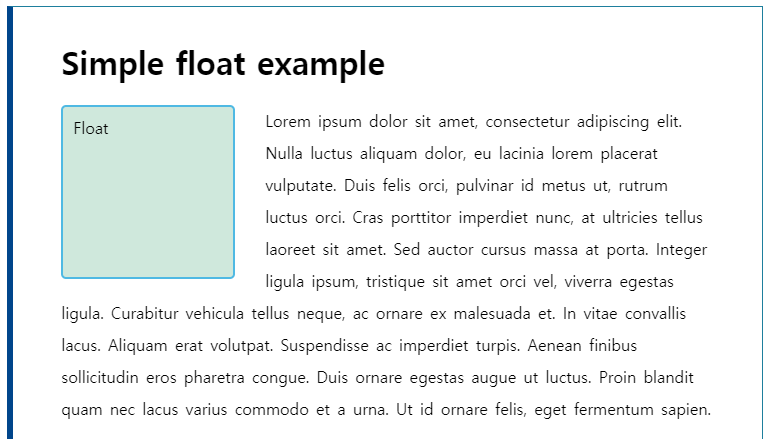 Simple float example
Float
Lorem ipsum dolor sit amet, consectetur adipiscing elit.
Nulla luctus aliquam dolor, eu lacinia lorem placerat
vulputate. Duis felis orci, pulvinar id metus ut, rutrum
luctus orci. Cras porttitor imperdiet nunc, at ultricies tellus
laoreet sit amet. Sed auctor cursus massa at porta. Integer
ligula ipsum, tristique sit amet orci vel, viverra egestas
ligula. Curabitur vehicula tellus neque, ac ornare ex malesuada et. In vitae convallis
lacus. Aliquam erat volutpat. Suspendisse ac imperdiet turpis. Aenean finibus
sollicitudin eros pharetra congue. Duis ornare egestas augue ut luctus. Proin blandit
quam nec lacus varius commodo et a urna. Ut id ornare felis, eget fermentum sapien.